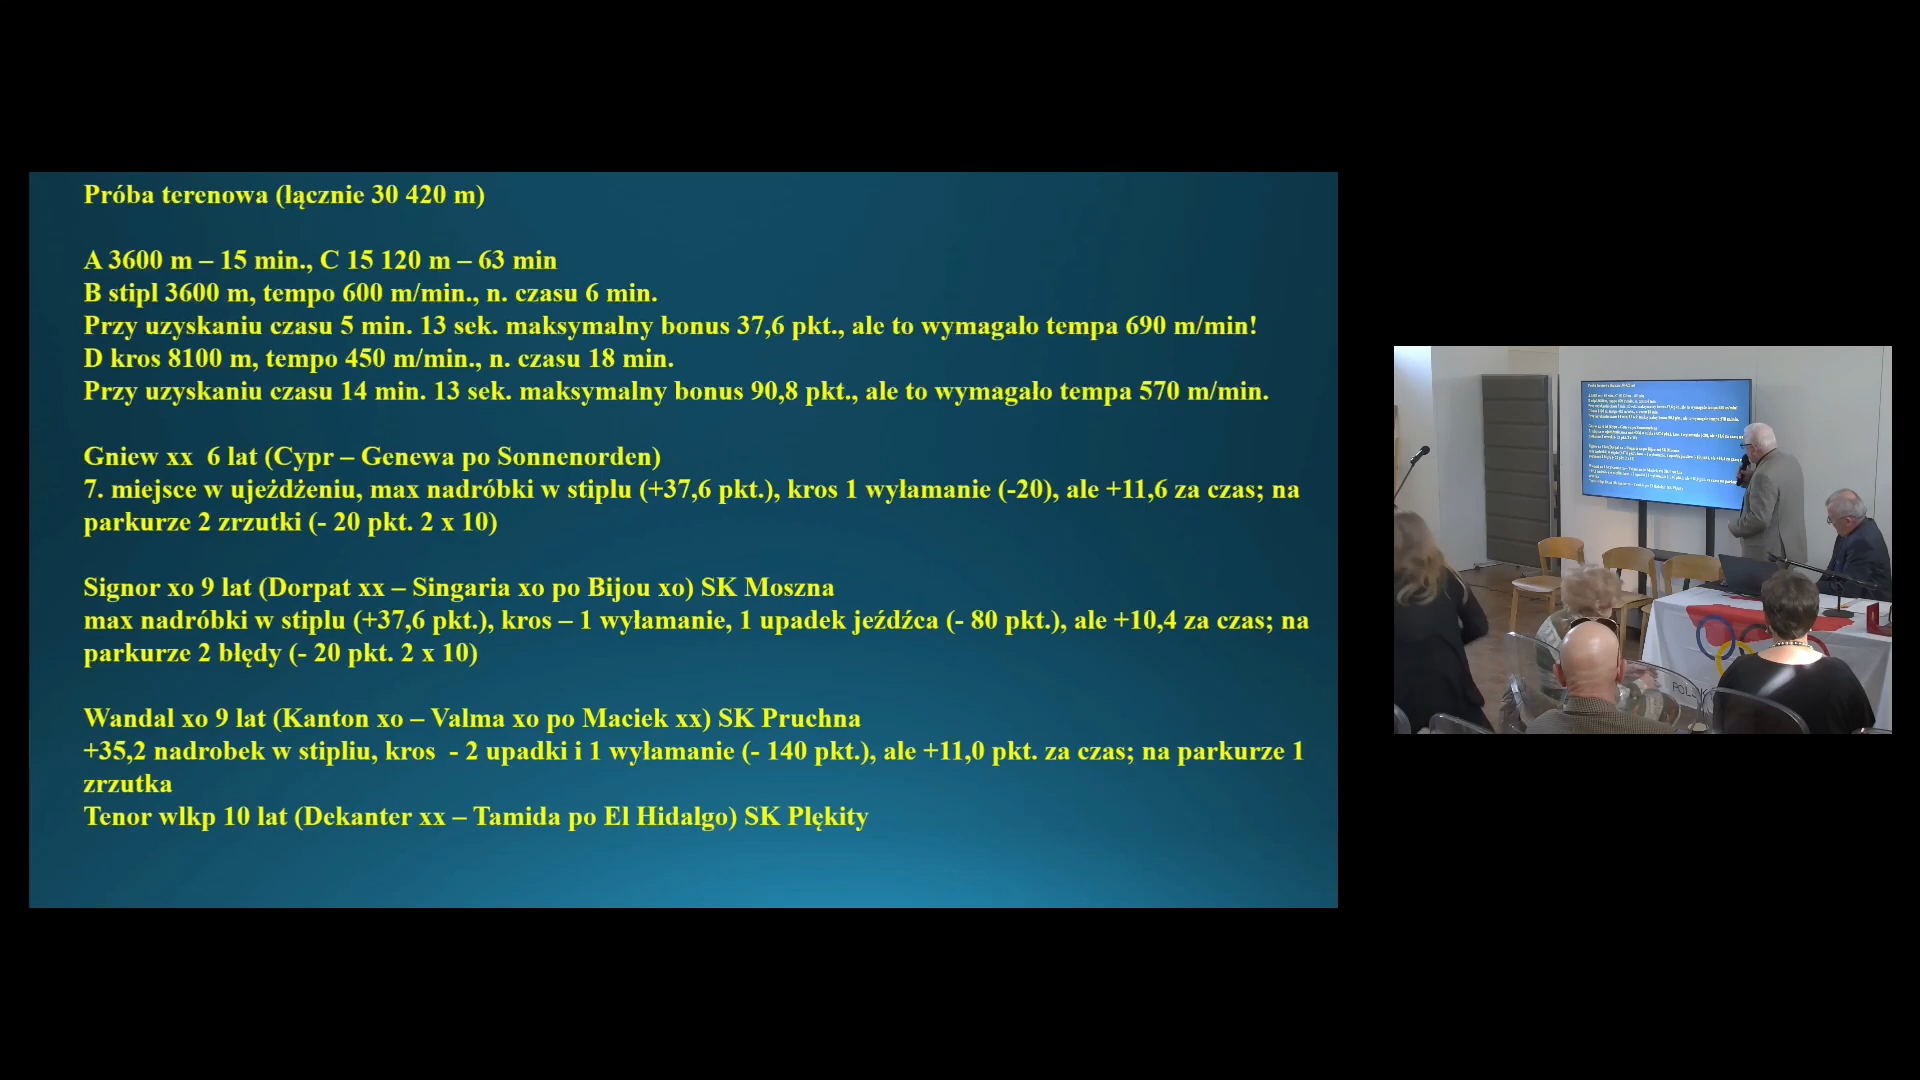 Próba terenowa (łącznie 30 420 m)
A 3600 m – 15 min., C 15 120 m – 63 min
B stipl 3600 m, tempo 600 m/min., n. czasu 6 min.
Przy uzyskaniu czasu 5 min. 13 sek. maksymalny bonus 37,6 pkt., ale to wymagało tempa 690 m/min!
D kros 8100 m, tempo 450 m/min., n. czasu 18 min.
Przy uzyskaniu czasu 14 min. 13 sek. maksymalny bonus 90,8 pkt., ale to wymagało tempa 570 m/min.
Gniew xx  6 lat (Cypr – Genewa po Sonnenorden)
7. miejsce w ujeżdżeniu, max nadróbki w stiplu (+37,6 pkt.), kros 1 wyłamanie (-20), ale +11,6 za czas; na
parkurze 2 zrzutki (- 20 pkt. 2 x 10)
Signor xo 9 lat (Dorpat xx – Singaria xo po Bijou xo) SK Moszna
max nadróbki w stiplu (+37,6 pkt.), kros – 1 wyłamanie, 1 upadek jeźdźca (- 80 pkt.), ale +10,4 za czas; na
parkurze 2 błędy (- 20 pkt. 2 x 10)
Wandal xo 9 lat (Kanton xo – Valma xo po Maciek xx) SK Pruchna
+35,2 nadrobek w stipliu, kros  - 2 upadki i 1 wyłamanie (- 140 pkt.), ale +11,0 pkt. za czas; na parkurze 1
zrzutka
Tenor wlkp 10 lat (Dekanter xx – Tamida po El Hidalgo) SK Plękity